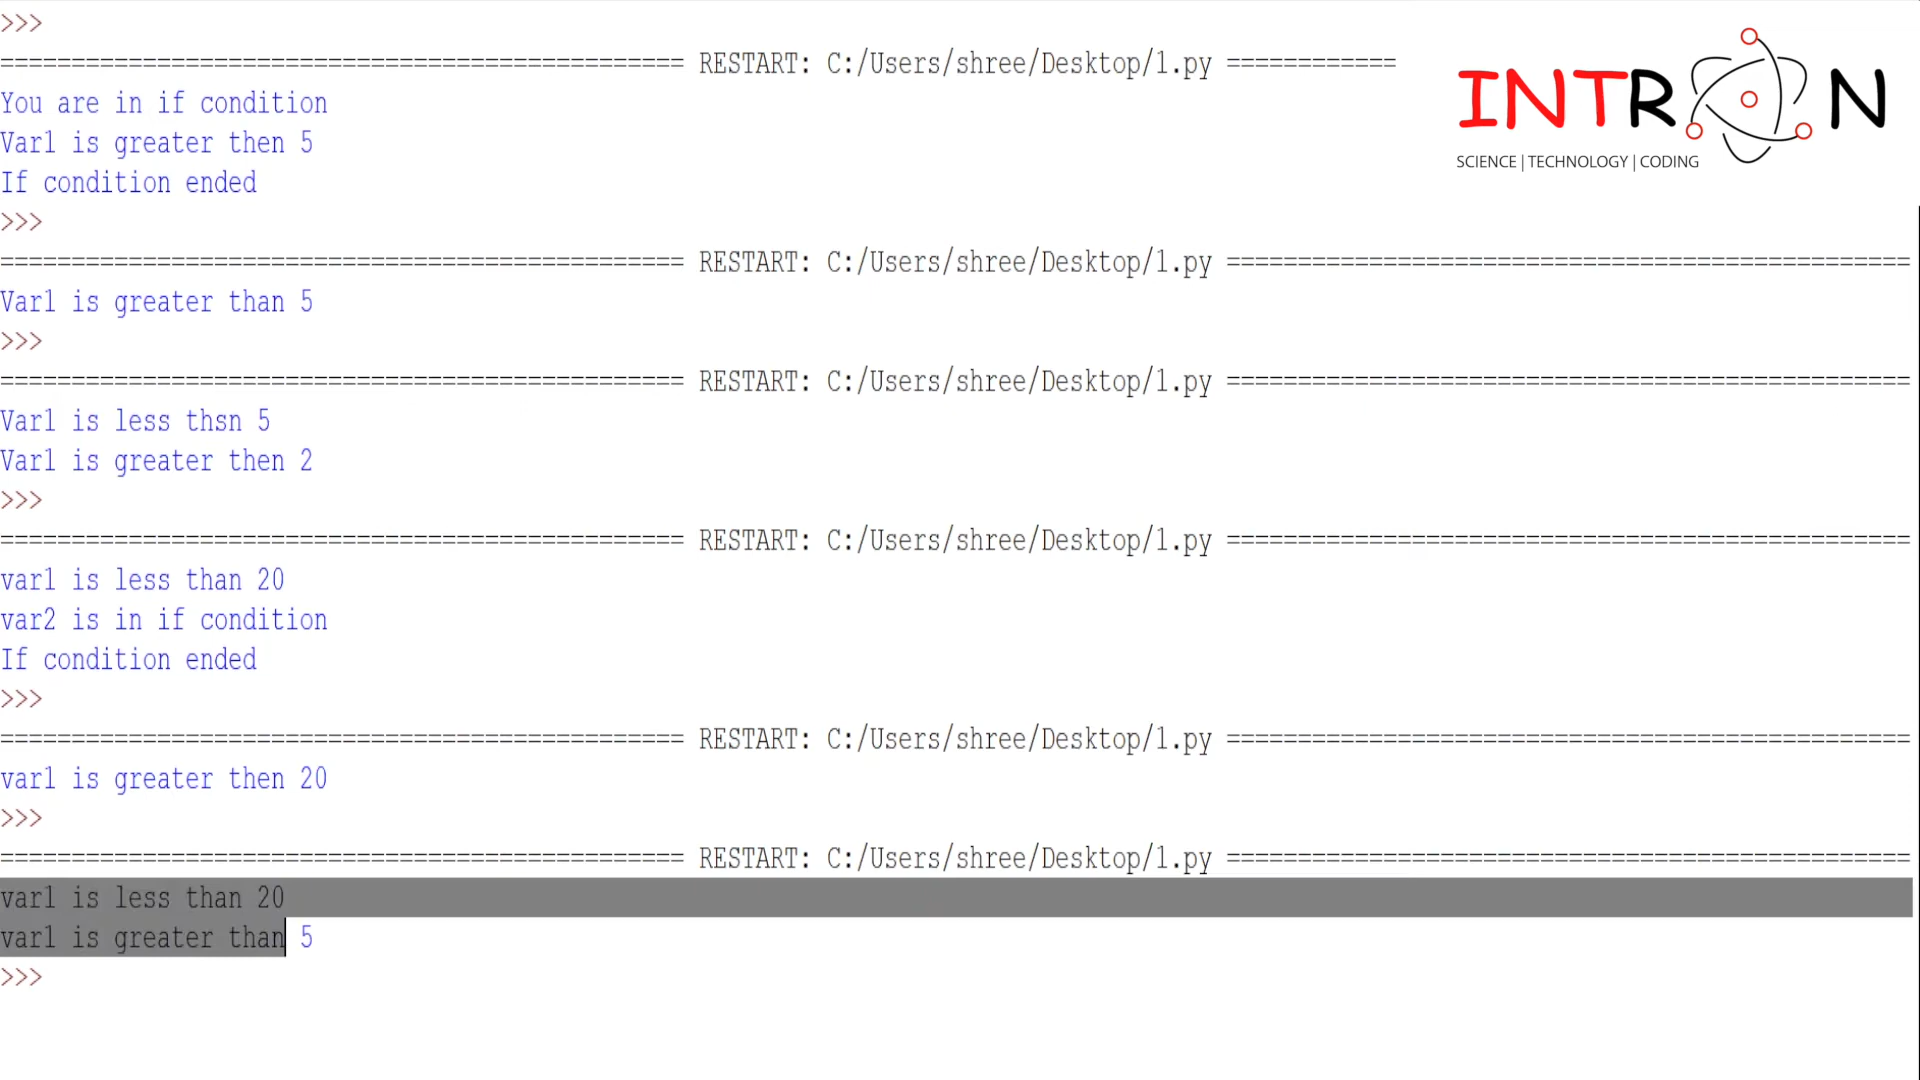 >>>
================================================ RESTART: C:/Users/shree/Desktop/1.py ============
You are in if condition
Var1 is greater then 5
If condition ended
>>>
================================================ RESTART: C:/Users/shree/Desktop/1.py ================================================
Var1 is greater than 5
>>>
================================================ RESTART: C:/Users/shree/Desktop/1.py ================================================
Var1 is less thsn 5
Var1 is greater then 2
>>>
================================================ RESTART: C:/Users/shree/Desktop/1.py ================================================
var1 is less than 20
var2 is in if condition
If condition ended
>>>
================================================ RESTART: C:/Users/shree/Desktop/1.py ================================================
var1 is greater then 20
>>>
================================================ RESTART: C:/Users/shree/Desktop/1.py ================================================
var1 is less than 20
var1 is greater than 5
>>>
INTRON
SCIENCE | TECHNOLOGY | CODING